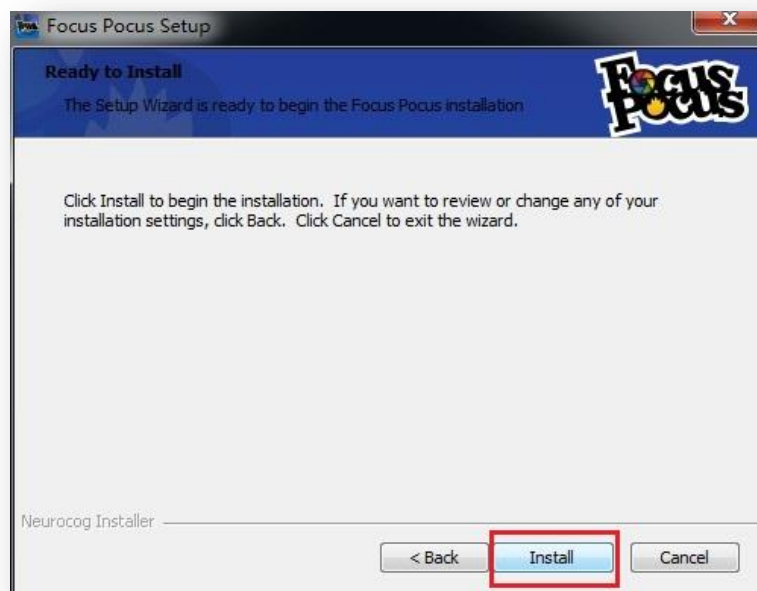 Focus Pocus Setup
X
Ready to Install
The Setup Wizard is ready to begin the Focus Pocus installation
FOCUS
POCUS
Click Install to begin the installation. If you want to review or change any of your
installation settings, click Back. Click Cancel to exit the wizard.
Neurocog Installer
< Back
Install
Cancel